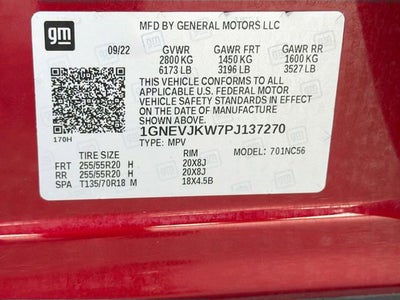 gm
MFD BY GENERAL MOTORS LLC
09/22 GVWR GAWR FRT GAWR RR
2800 KG 1450 KG 1600 KG
6173 LB 3196 LB 3527 LB
THIS VEHICLE CONFORMS TO ALL
APPLICABLE U.S. FEDERAL MOTOR
VEHICLE SAFETY STANDARDS IN EFFECT
ON THE DATE OF MANUFACTURE
SHOWN ABOVE.
1GNEVJKW7PJ137270
170H TYPE: MPV MODEL: 701NC56
TIRE SIZE RIM
FRT 255/55R20 H 20X8J
RR 255/55R20 H 20X8J
SPA T135/70R18 M 18X4.5B